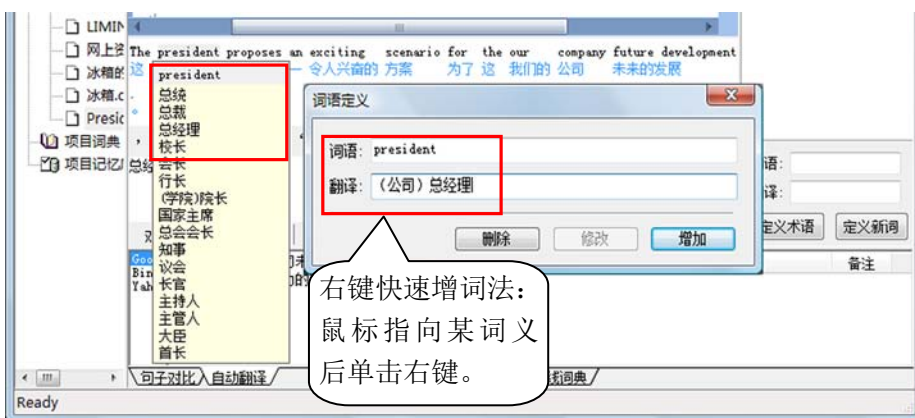 LIMIN
网上资
冰箱的
冰箱.c
Presic
项目词典
项目记忆
The president proposes an exciting scenario for the our company future development
这 一 令人兴奋的 方案 为了 这 我们的 公司 未来的发展
president
总统
总裁
总经理
校长
会长
行长
(学院)院长
国家主席
总会会长
知事
议会
长官
主持人
主管人
大臣
首长
词语定义
词语: president
翻译: （公司）总经理
删除 修改 增加
语:
译:
定义术语 定义新词
备注
Goo
Bin
Yah
右键快速增词法：
鼠标指向某词义
后单击右键。
句子对比 自动翻译
线词典
Ready